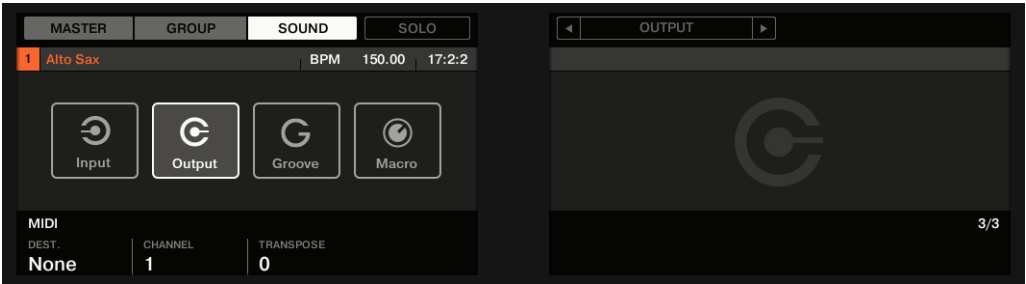 MASTER GROUP SOUND SOLO
1 Alto Sax BPM 150.00 17:2:2
Input Output Groove Macro
MIDI
DEST. CHANNEL TRANSPOSE
None 1 0
OUTPUT
3/3